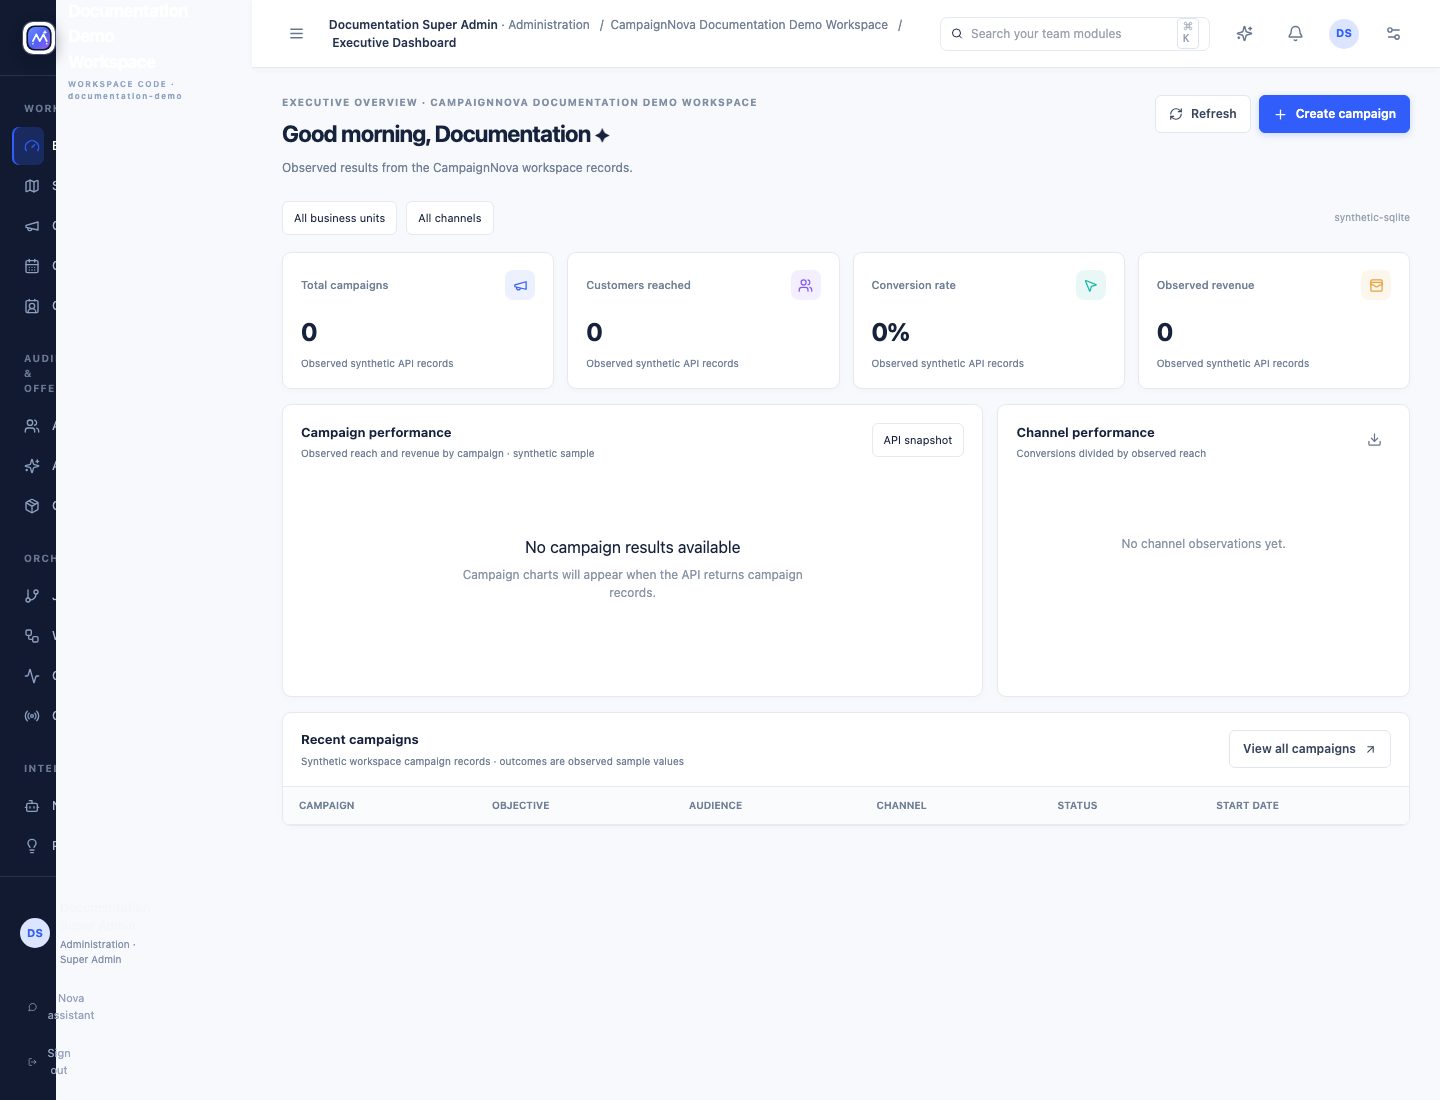 Documentation
Demo
Workspace
WORKSPACE CODE ·
documentation-demo
WORK
AUDI
&
OFFE
ORCH
INTE
Administration ·
Super Admin
DS
Nova
assistant
Sign
out
Documentation Super Admin · Administration / CampaignNova Documentation Demo Workspace /
Executive Dashboard
Search your team modules
⌘
K
DS
EXECUTIVE OVERVIEW · CAMPAIGNNOVA DOCUMENTATION DEMO WORKSPACE
Good morning, Documentation ✦
Observed results from the CampaignNova workspace records.
Refresh
Create campaign
All business units
All channels
synthetic-sqlite
Total campaigns
0
Observed synthetic API records
Customers reached
0
Observed synthetic API records
Conversion rate
0%
Observed synthetic API records
Observed revenue
0
Observed synthetic API records
Campaign performance
Observed reach and revenue by campaign · synthetic sample
API snapshot
No campaign results available
Campaign charts will appear when the API returns campaign
records.
Channel performance
Conversions divided by observed reach
No channel observations yet.
Recent campaigns
Synthetic workspace campaign records · outcomes are observed sample values
View all campaigns
CAMPAIGN OBJECTIVE AUDIENCE CHANNEL STATUS START DATE